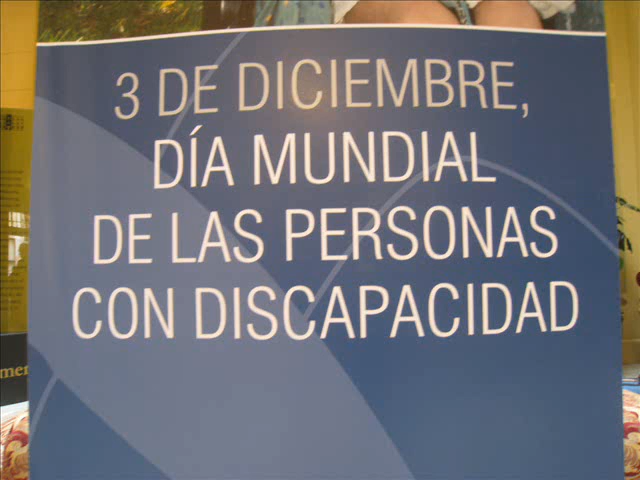 3 DE DICIEMBRE,
DÍA MUNDIAL
DE LAS PERSONAS
CON DISCAPACIDAD